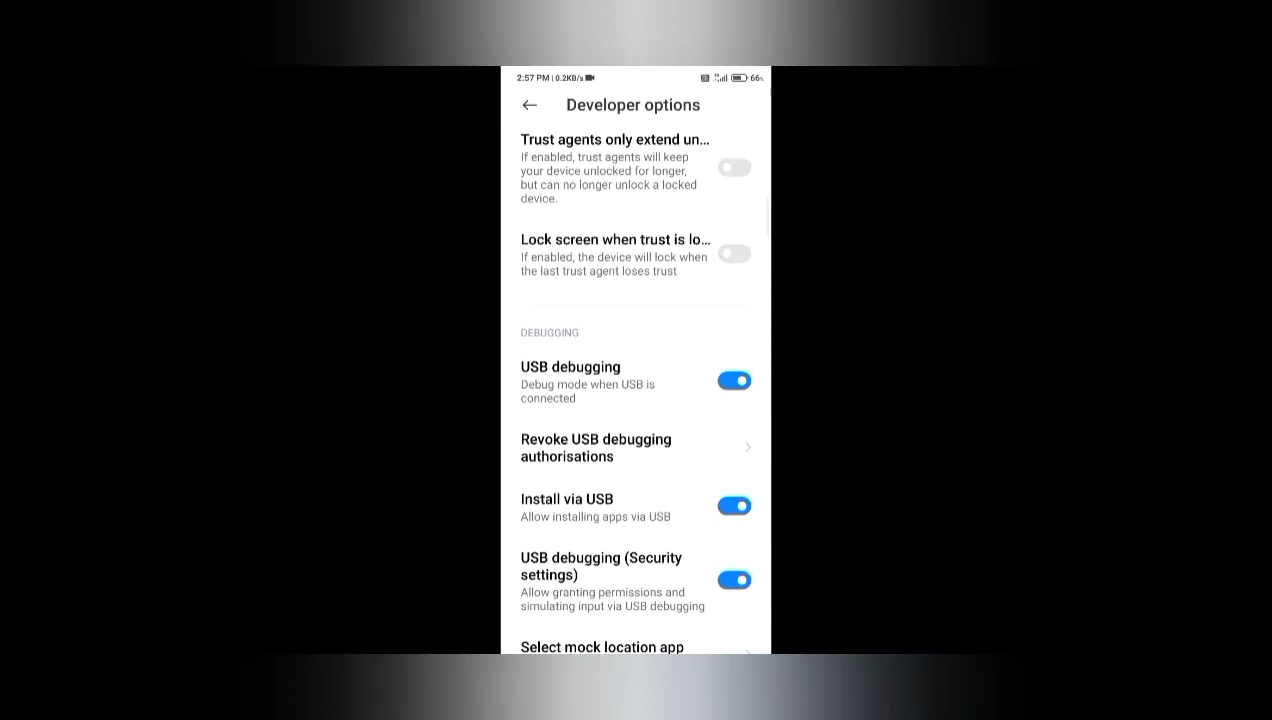 2:57 PM | 0.2KB/s
66
Developer options
Trust agents only extend un...
If enabled, trust agents will keep
your device unlocked for longer,
but can no longer unlock a locked
device.
Lock screen when trust is lo...
If enabled, the device will lock when
the last trust agent loses trust
DEBUGGING
USB debugging
Debug mode when USB is
connected
Revoke USB debugging
authorisations
Install via USB
Allow installing apps via USB
USB debugging (Security
settings)
Allow granting permissions and
simulating input via USB debugging
Select mock location app